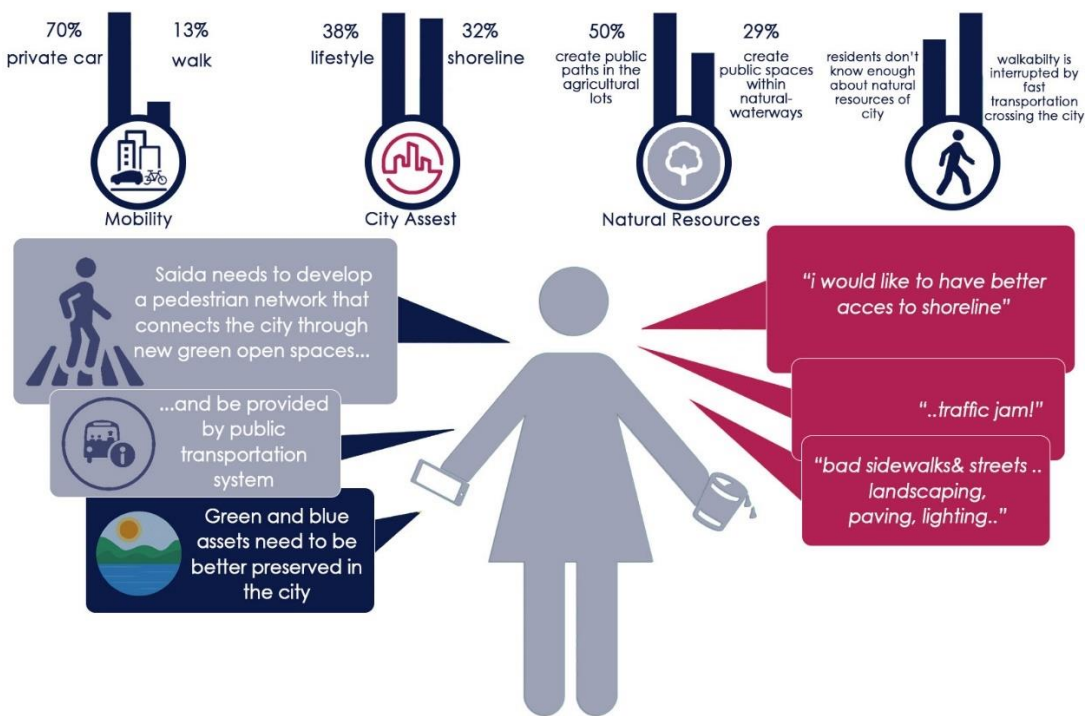 70%
private car
13%
walk
Mobility
38%
lifestyle
32%
shoreline
City Assest
50%
create public
paths in the
agricultural
lots
29%
create
public spaces
within
natural-
waterways
Natural Resources
residents don't
know enough
about natural
resources of
city
walkabilty is
interrupted by
fast
transportation
crossing the city
Saida needs to develop
a pedestrian network that
connects the city through
new green open spaces...
...and be provided
by public
transportation
system
Green and blue
assets need to be
better preserved in
the city
“i would like to have better
acces to shoreline”
“..traffic jam!”
“bad sidewalks& streets ..
landscaping,
paving, lighting..”